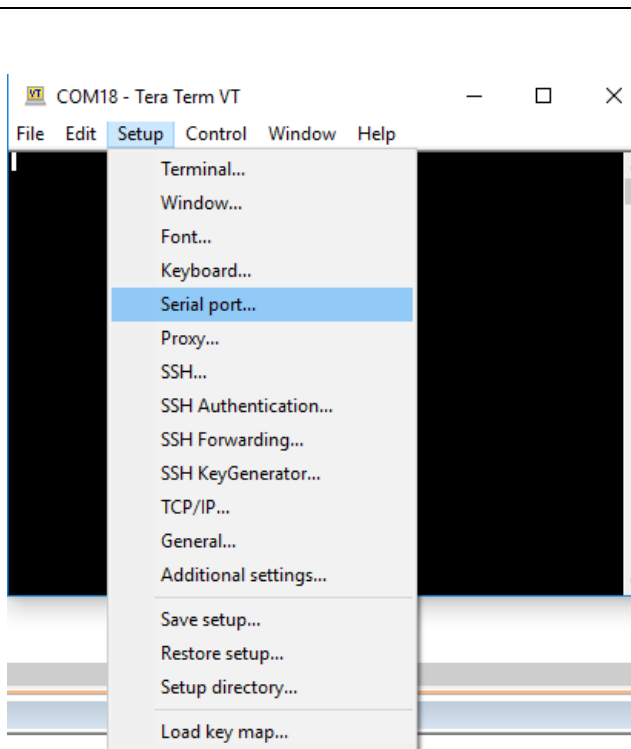 VT COM18 - Tera Term VT
File Edit Setup Control Window Help
Terminal...
Window...
Font...
Keyboard...
Serial port...
Proxy...
SSH...
SSH Authentication...
SSH Forwarding...
SSH KeyGenerator...
TCP/IP...
General...
Additional settings...
Save setup...
Restore setup...
Setup directory...
Load key map...